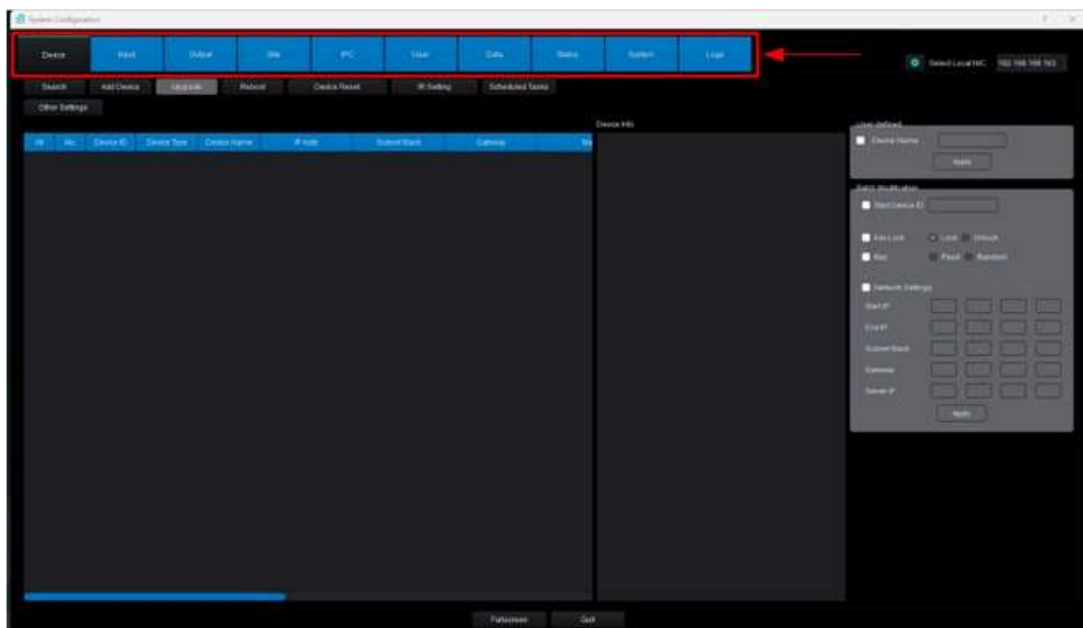 System Configuration
Device Input Output Site IPC User Data Status System Logo
Select Local NIC 192.168.168.163
Search Add Device Upgrade Reboot Device Reset IR Setting Scheduled Tasks
Other Settings
Device Info
User defined
All No. Device ID Device Type Device Name IP Addr Subnet Mask Gateway Ma
Device Name
Apply
Batch Modification
Start Device ID
Key Lock Lock Unlock
Mac Fixed Random
Network Settings
Start IP
End IP
Subnet Mask
Gateway
Server IP
Apply
Fullscreen Quit